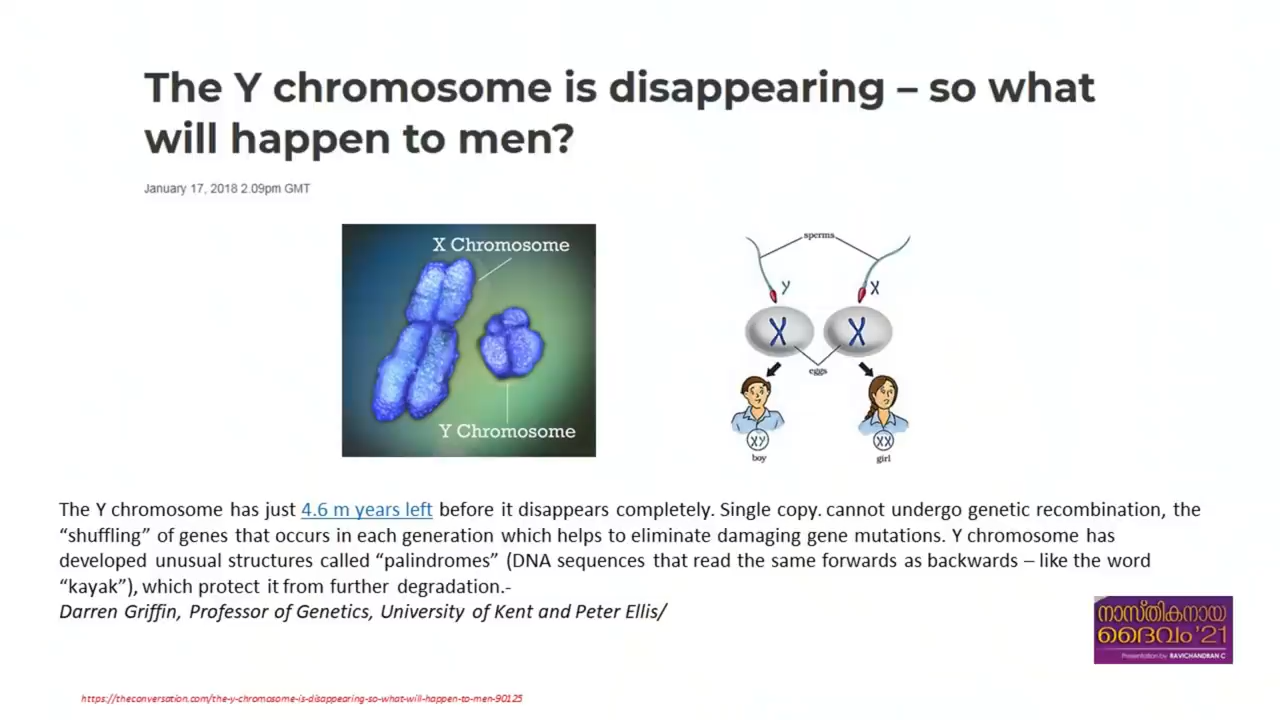 The Y chromosome is disappearing – so what
will happen to men?
January 17, 2018 2.09pm GMT
X Chromosome
Y Chromosome
sperms
Y
X
X
X
eggs
XY
XX
boy
girl
The Y chromosome has just 4.6 m years left before it disappears completely. Single copy. cannot undergo genetic recombination, the
“shuffling” of genes that occurs in each generation which helps to eliminate damaging gene mutations. Y chromosome has
developed unusual structures called “palindromes” (DNA sequences that read the same forwards as backwards – like the word
“kayak”), which protect it from further degradation.-
Darren Griffin, Professor of Genetics, University of Kent and Peter Ellis/
നാസ്തികനായ
ദൈവം '21
Presentation by RAVICHANDRAN C
https://theconversation.com/the-y-chromosome-is-disappearing-so-what-will-happen-to-men-90125